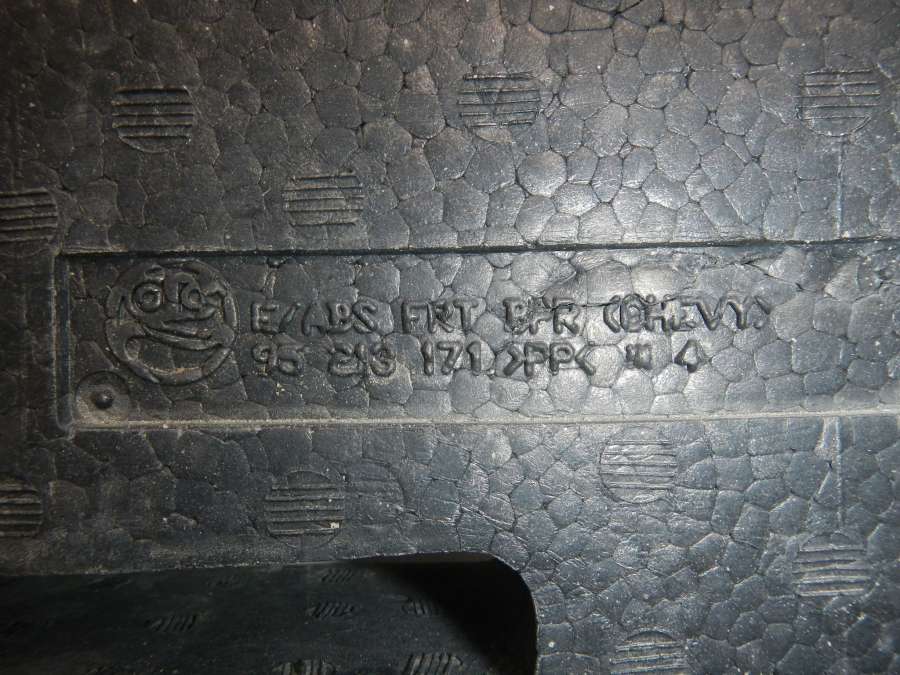 E/ABS FRT BPR (CHEVY)
95 213 171 >PP< # 4